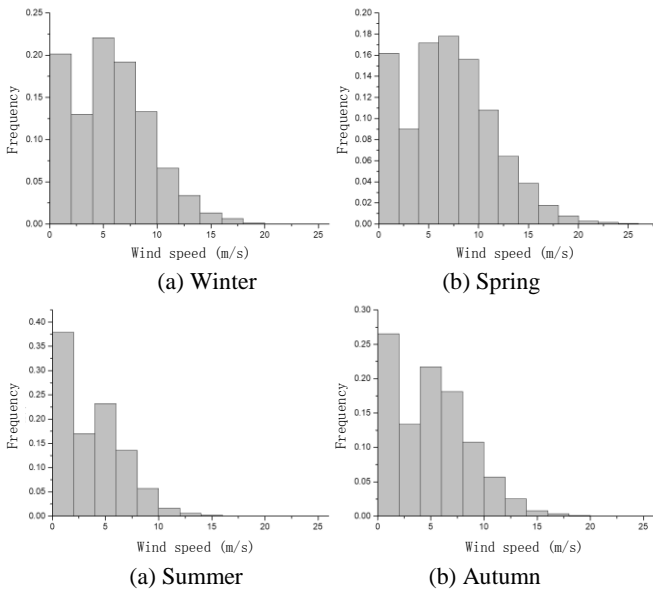 0.25
0.20
0.15
0.10
0.05
0.00
Frequency
0 5 10 15 20 25
Wind speed (m/s)
(a) Winter
0.20
0.18
0.16
0.14
0.12
0.10
0.08
0.06
0.04
0.02
0.00
Frequency
0 5 10 15 20 25
Wind speed (m/s)
(b) Spring
0.40
0.35
0.30
0.25
0.20
0.15
0.10
0.05
0.00
Frequency
0 5 10 15 20 25
Wind speed (m/s)
(a) Summer
0.30
0.25
0.20
0.15
0.10
0.05
0.00
Frequency
0 5 10 15 20 25
Wind speed (m/s)
(b) Autumn